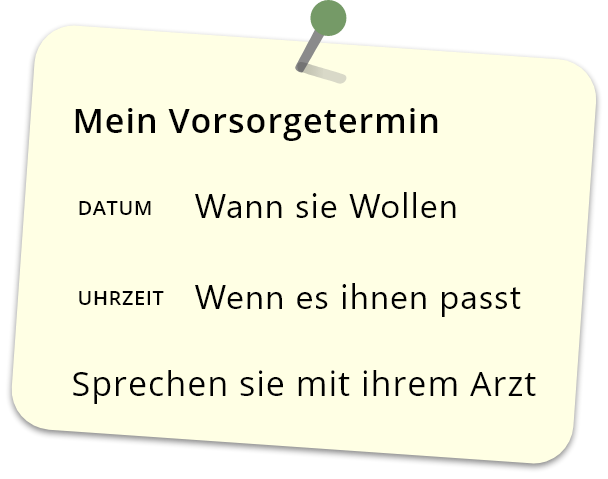 Mein Vorsorgetermin
DATUM Wann sie Wollen
UHRZEIT Wenn es ihnen passt
Sprechen sie mit ihrem Arzt